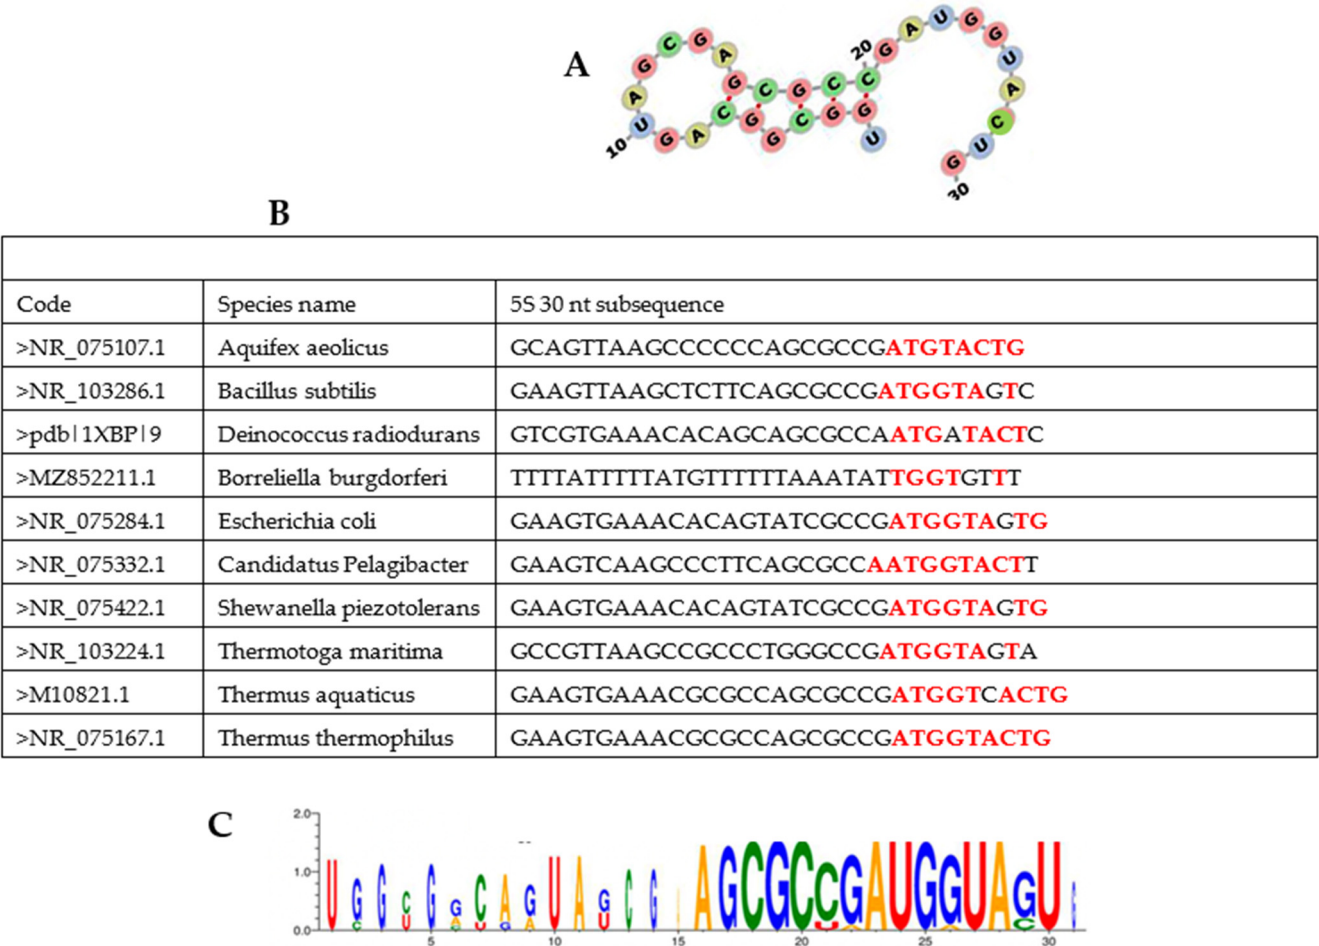 A
U G G C G G C A G U A G C G A G C G C C G A U G G U A C U G
10
20
30
B
Code Species name 5S 30 nt subsequence
>NR_075107.1 Aquifex aeolicus GCAGTTAAGCCCCCCAGCGCCGATGTACTG
>NR_103286.1 Bacillus subtilis GAAGTTAAGCTCTTCAGCGCCGATGGTAGTC
>pdb|1XBP|9 Deinococcus radiodurans GTCGTGAAACACAGCAGCGCCAATGATACTC
>MZ852211.1 Borreliella burgdorferi TTTTATTTTTATGTTTTTTAAATATTGGTGTTT
>NR_075284.1 Escherichia coli GAAGTGAAACACAGTATCGCCGATGGTAGTG
>NR_075332.1 Candidatus Pelagibacter GAAGTCAAGCCCTTCAGCGCCAATGGTACTT
>NR_075422.1 Shewanella piezotolerans GAAGTGAAACACAGTATCGCCGATGGTAGTG
>NR_103224.1 Thermotoga maritima GCCGTTAAGCCGCCCTGGGCCGATGGTAGTA
>M10821.1 Thermus aquaticus GAAGTGAAACGCGCCAGCGCCGATGGTCACTG
>NR_075167.1 Thermus thermophilus GAAGTGAAACGCGCCAGCGCCGATGGTACTG
C
2.0
1.0
0.0
U G G C G G C A G U A G C G A G C G C C G A U G G U A G U
5 10 15 20 25 30